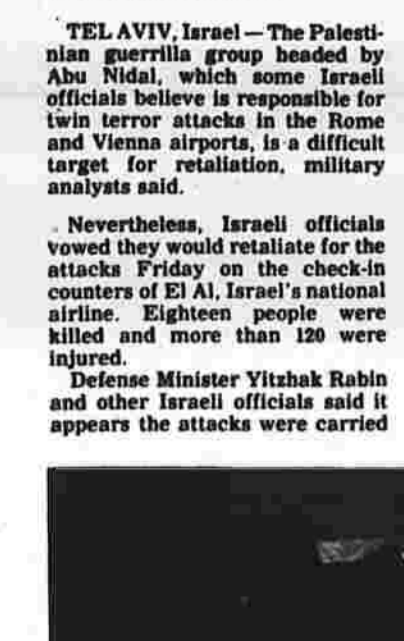 TEL AVIV, Israel — The Palesti-
nian guerrilla group headed by
Abu Nidal, which some Israeli
officials believe is responsible for
twin terror attacks in the Rome
and Vienna airports, is a difficult
target for retaliation, military
analysts said.
Nevertheless, Israeli officials
vowed they would retaliate for the
attacks Friday on the check-in
counters of El Al, Israel's national
airline. Eighteen people were
killed and more than 120 were
injured.
Defense Minister Yitzhak Rabin
and other Israeli officials said it
appears the attacks were carried